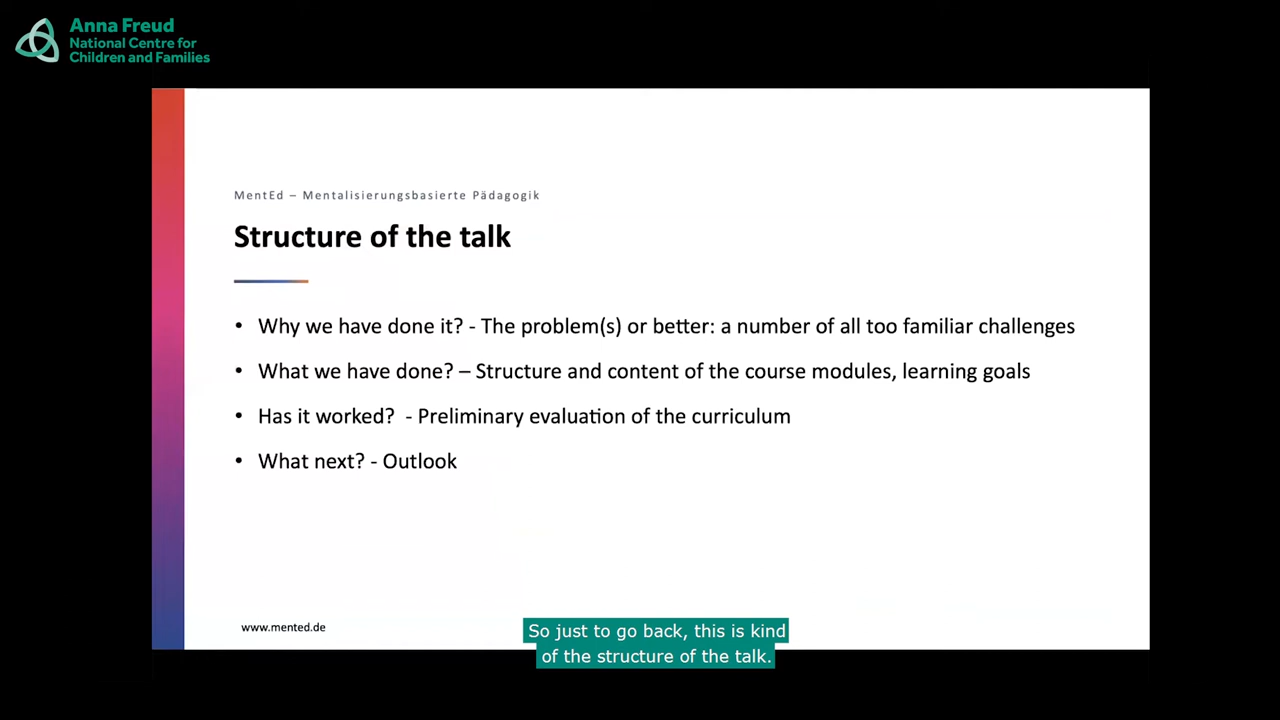 Anna Freud
National Centre for
Children and Families
MentEd – Mentalisierungsbasierte Pädagogik
Structure of the talk
• Why we have done it? - The problem(s) or better: a number of all too familiar challenges
• What we have done? – Structure and content of the course modules, learning goals
• Has it worked?  - Preliminary evaluation of the curriculum
• What next? - Outlook
www.mented.de
So just to go back, this is kind
of the structure of the talk.